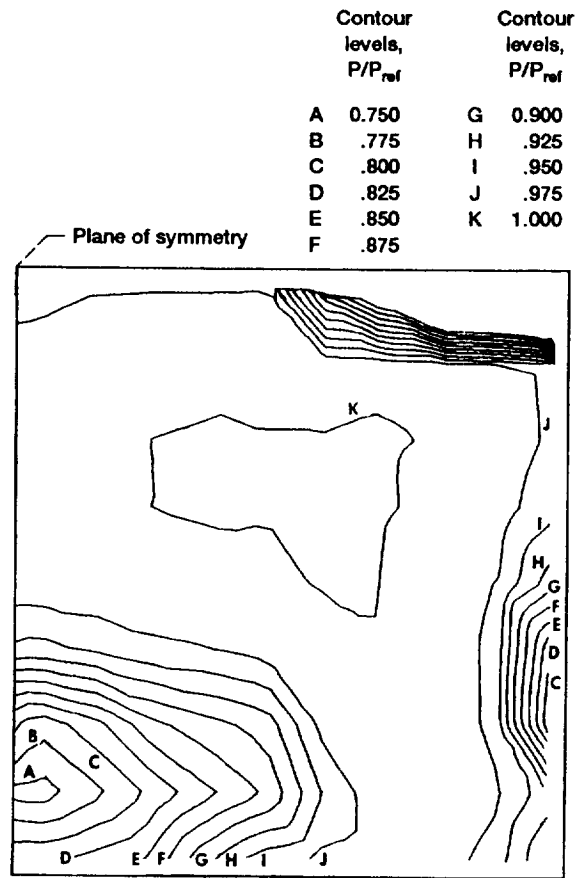 Contour levels, P/Pref
Contour levels, P/Pref
A 0.750 G 0.900
B .775 H .925
C .800 I .950
D .825 J .975
E .850 K 1.000
F .875
Plane of symmetry
K
J
I
H
G
F
E
D
C
B
C
A
D E F G H I J